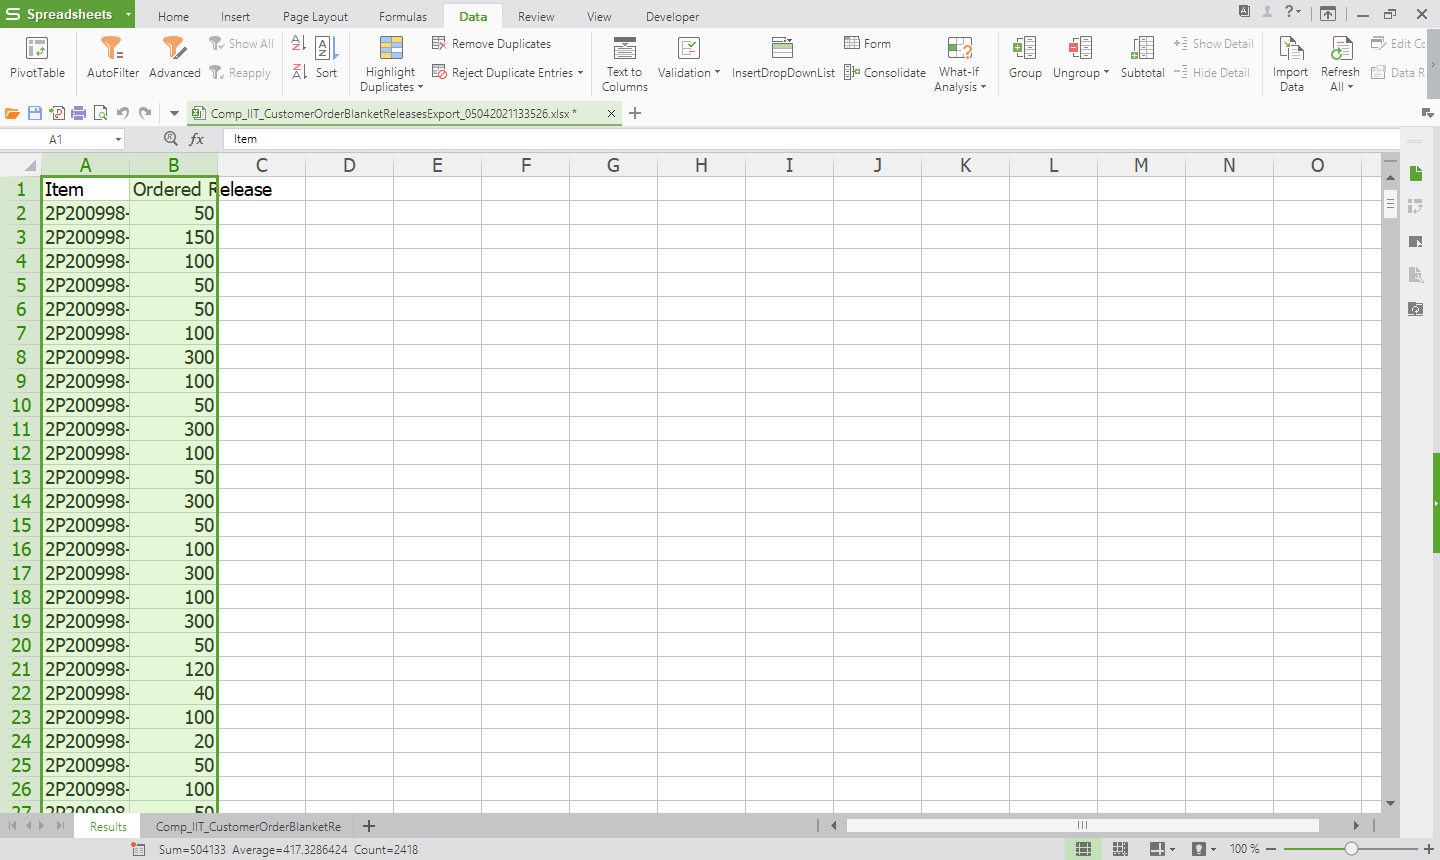 Spreadsheets
Home Insert Page Layout Formulas Data Review View Developer
PivotTable
AutoFilter
Advanced
Show All
Reapply
Sort
Highlight
Duplicates
Remove Duplicates
Reject Duplicate Entries
Text to
Columns
Validation
InsertDropDownList
Form
Consolidate
What-If
Analysis
Group
Ungroup
Subtotal
Show Detail
Hide Detail
Import
Data
Refresh
All
Edit Cc
Data R
Comp_IIT_CustomerOrderBlanketReleasesExport_05042021133526.xlsx *
A1 fx Item
A B C D E F G H I J K L M N O
1 Item Ordered Release
2 2P200998- 50
3 2P200998- 150
4 2P200998- 100
5 2P200998- 50
6 2P200998- 50
7 2P200998- 100
8 2P200998- 300
9 2P200998- 100
10 2P200998- 50
11 2P200998- 300
12 2P200998- 100
13 2P200998- 50
14 2P200998- 300
15 2P200998- 50
16 2P200998- 100
17 2P200998- 300
18 2P200998- 100
19 2P200998- 300
20 2P200998- 50
21 2P200998- 120
22 2P200998- 40
23 2P200998- 100
24 2P200998- 20
25 2P200998- 50
26 2P200998- 100
27 2P200998- 50
Results Comp_IIT_CustomerOrderBlanketRe
Sum=504133 Average=417.3286424 Count=2418 100 %